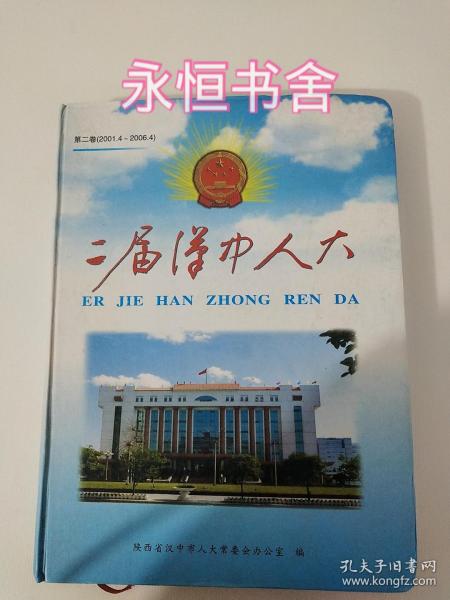 永恒书舍
第二卷(2001.4~2006.4)
二届汉中人大
ER JIE HAN ZHONG REN DA
陕西省汉中市人大常委会办公室 编
孔夫子旧书网
www.kongfz.com